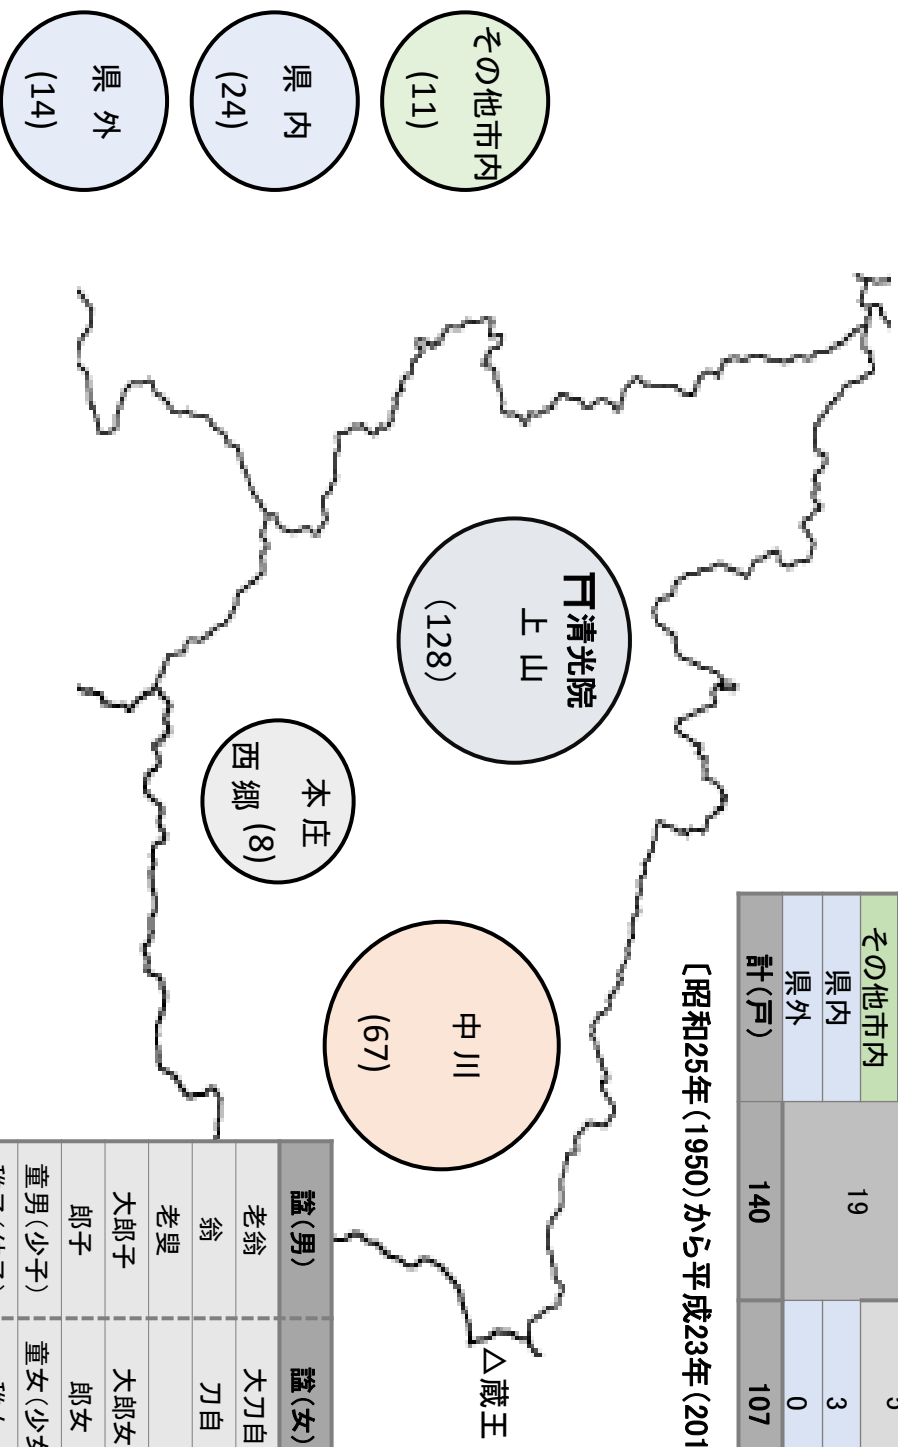 その他市内
(11)
県 内
(24)
県 外
(14)
清光院
上 山
(128)
本 庄
西 郷 (8)
中 川
(67)
△蔵王
その他市内
県内 3
県外 0
19
計(戸) 140 107
〔昭和25年(1950)から平成23年(201
諡(男) 諡(女)
老翁 大刀自
翁 刀自
老叟
大郎子 大郎女
郎子 郎女
童男(少子) 童女(少女